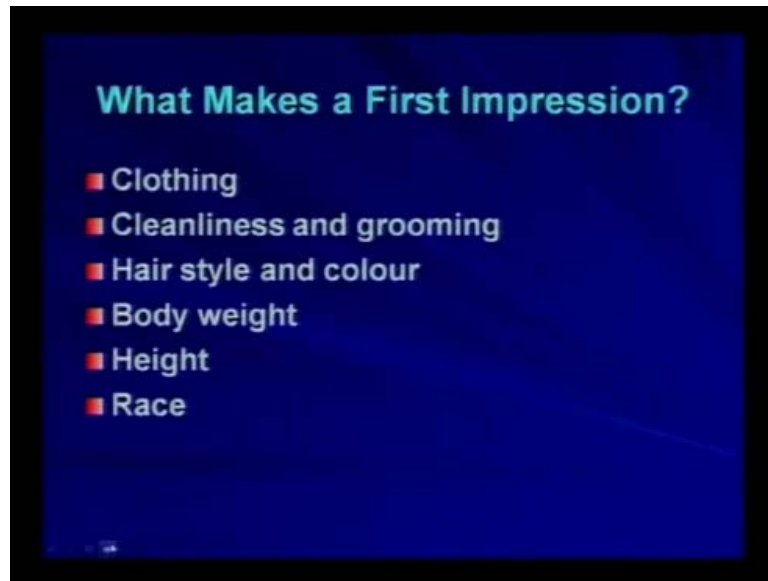 What Makes a First Impression?
Clothing
Cleanliness and grooming
Hair style and colour
Body weight
Height
Race